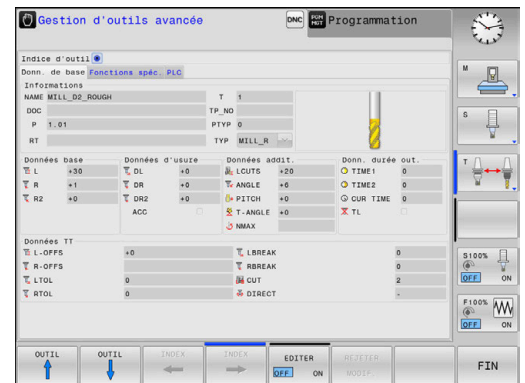 Gestion d'outils avancée DNC PGM MGT Programmation
Indice d'outil
Donn. de base Fonctions spéc. PLC
Informations
NAME MILL_D2_ROUGH T 1
DOC TP_NO
P 1.01 PTYP 0
RT TYP MILL_R
Données base Données d'usure Données addit. Donn. durée out.
L +30 DL +0 LCUTS +20 TIME1 0
R +1 DR +0 ANGLE +6 TIME2 0
R2 +0 DR2 +0 PITCH +0 CUR TIME 0
ACC T-ANGLE +0 TL
NMAX
Données TT
L-OFFS +0 LBREAK 0
R-OFFS RBREAK 0
LTOL 0 CUT 2
RTOL 0 DIRECT -
M
S
T
S100%
OFF ON
F100%
OFF ON
OUTIL OUTIL INDEX INDEX EDITER REJETER FIN
OFF ON MODIF.